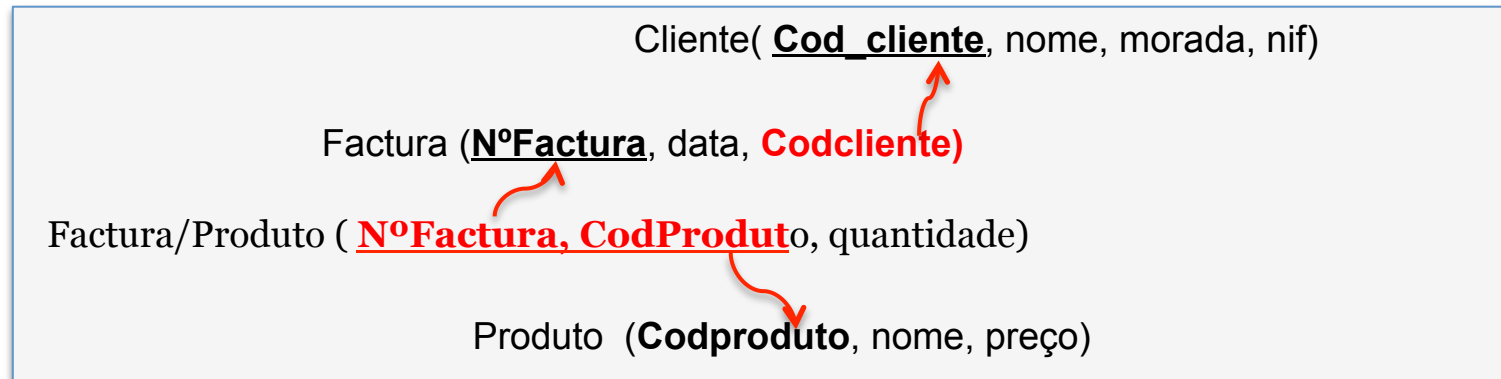 Cliente( Cod_cliente, nome, morada, nif)
Factura (NºFactura, data, Codcliente)
Factura/Produto ( NºFactura, CodProduto, quantidade)
Produto (Codproduto, nome, preço)